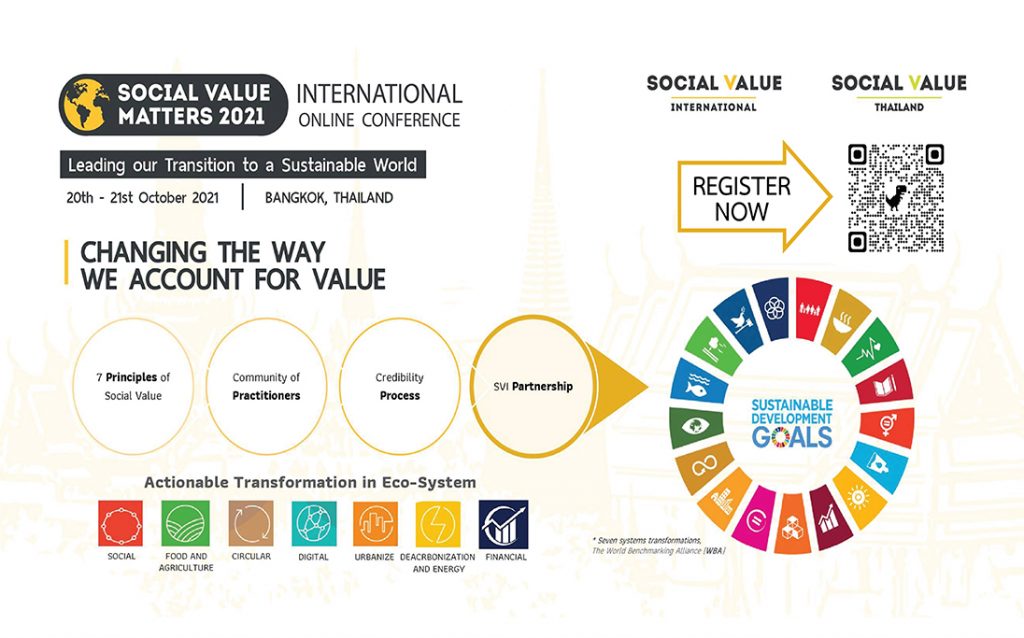 SOCIAL VALUE
MATTERS 2021
INTERNATIONAL
ONLINE CONFERENCE
SOCIAL VALUE
INTERNATIONAL
SOCIAL VALUE
THAILAND
Leading our Transition to a Sustainable World
20th - 21st October 2021
BANGKOK, THAILAND
REGISTER
NOW
CHANGING THE WAY
WE ACCOUNT FOR VALUE
7 Principles of
Social Value
Community of
Practitioners
Credibility
Process
SVI Partnership
SUSTAINABLE
DEVELOPMENT
GOALS
Actionable Transformation in Eco-System
SOCIAL
FOOD AND
AGRICULTURE
CIRCULAR
DIGITAL
URBANIZE
DEACRBONIZATION
AND ENERGY
FINANCIAL
* Seven systems transformations,
The World Benchmarking Alliance (WBA)